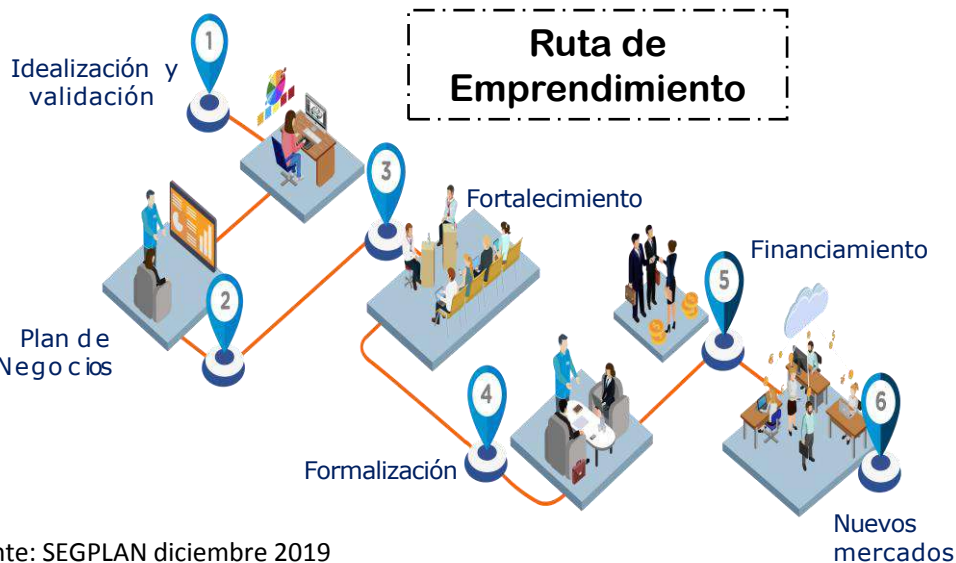 Ruta de
Emprendimiento
1
Idealización y
validación
2
Plan de
Negocios
3
Fortalecimiento
4
Formalización
5
Financiamiento
6
Nuevos
mercados
nte: SEGPLAN diciembre 2019